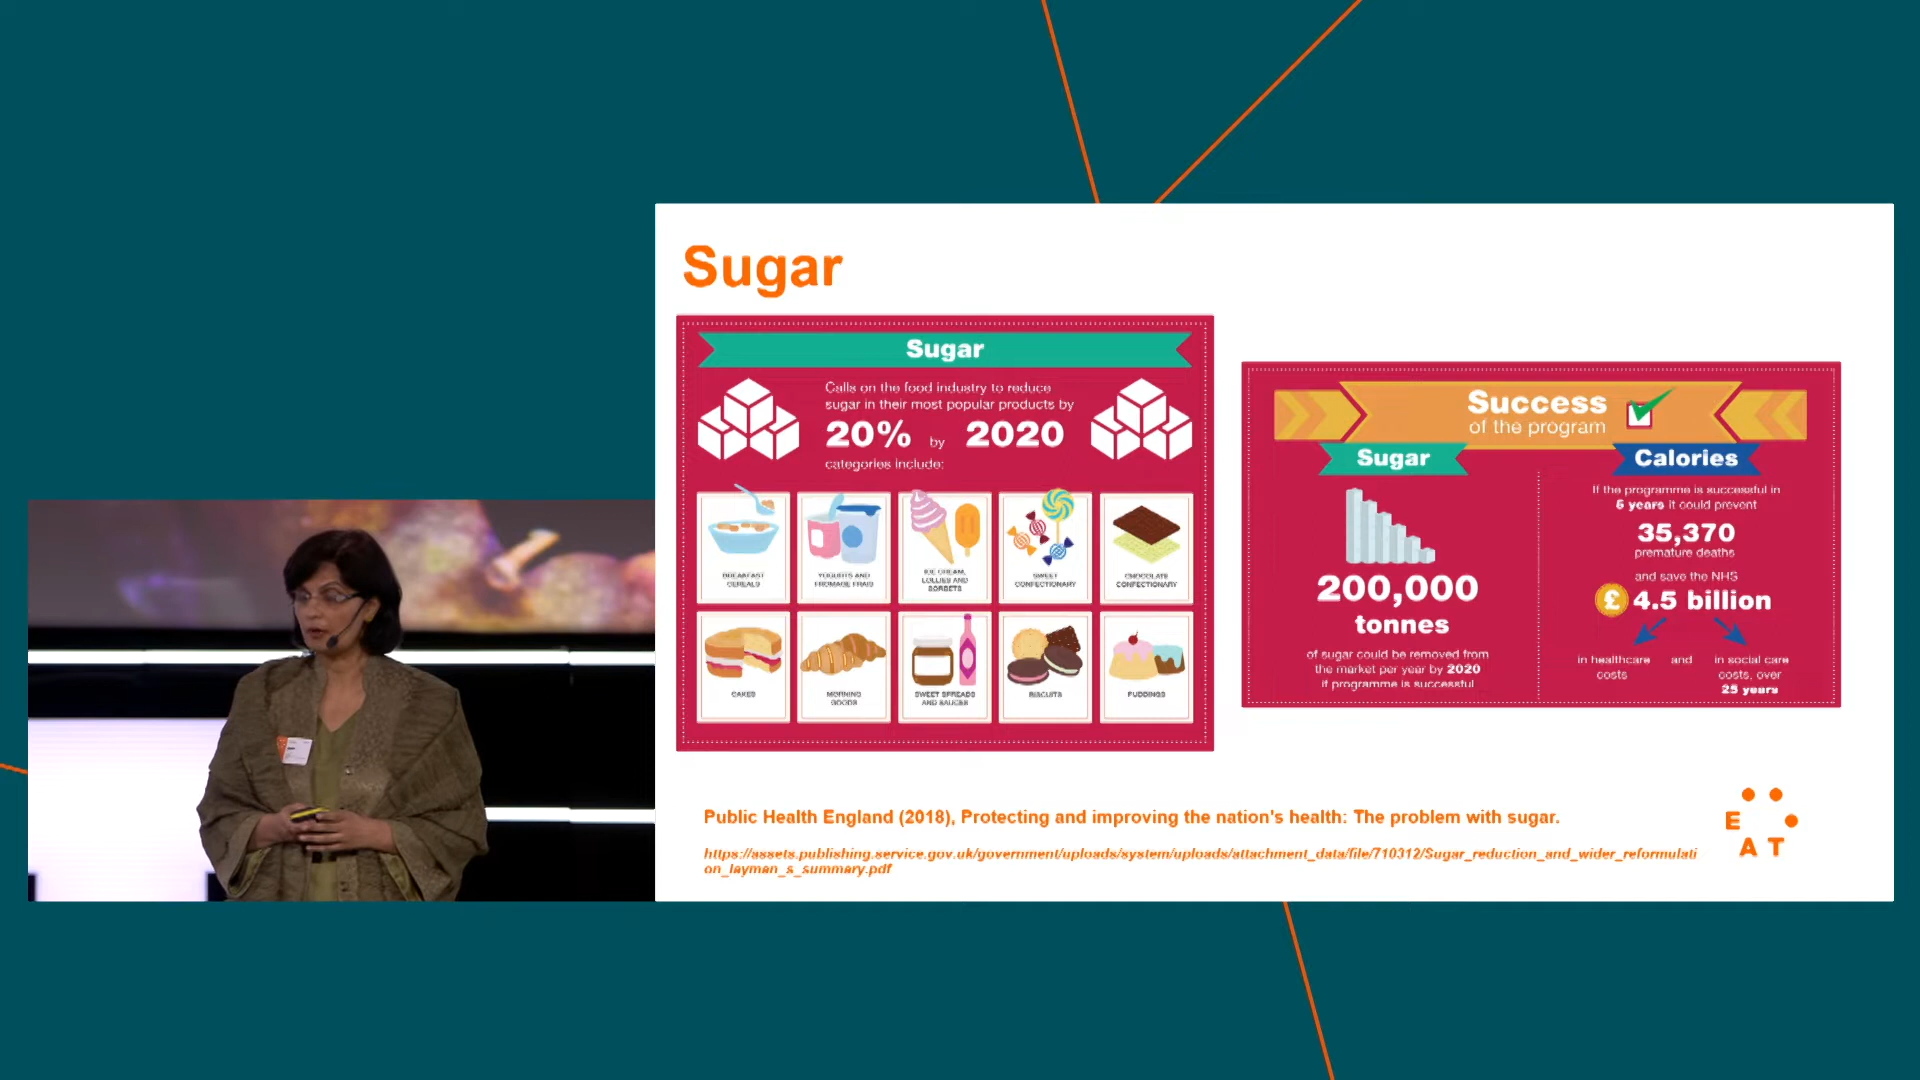 Sugar
Sugar
Calls on the food industry to reduce
sugar in their most popular products by
20% by 2020
categories include:
BREAKFAST
CEREALS
YOGURTS AND
FROMAGE FRAIS
ICE CREAM,
LOLLIES AND
SORBETS
SWEET
CONFECTIONARY
CHOCOLATE
CONFECTIONARY
CAKES
MORNING
GOODS
SWEET SPREADS
AND SAUCES
BISCUITS
PUDDINGS
Success
of the program
Sugar
200,000
tonnes
of sugar could be removed from
the market per year by 2020
if programme is successful
Calories
If the programme is successful in
5 years it could prevent
35,370
premature deaths
and save the NHS
£ 4.5 billion
in healthcare
costs
and
in social care
costs, over
25 years
Public Health England (2018), Protecting and improving the nation's health: The problem with sugar.
https://assets.publishing.service.gov.uk/government/uploads/system/uploads/attachment_data/file/710312/Sugar_reduction_and_wider_reformulati
on_layman_s_summary.pdf
E
A T